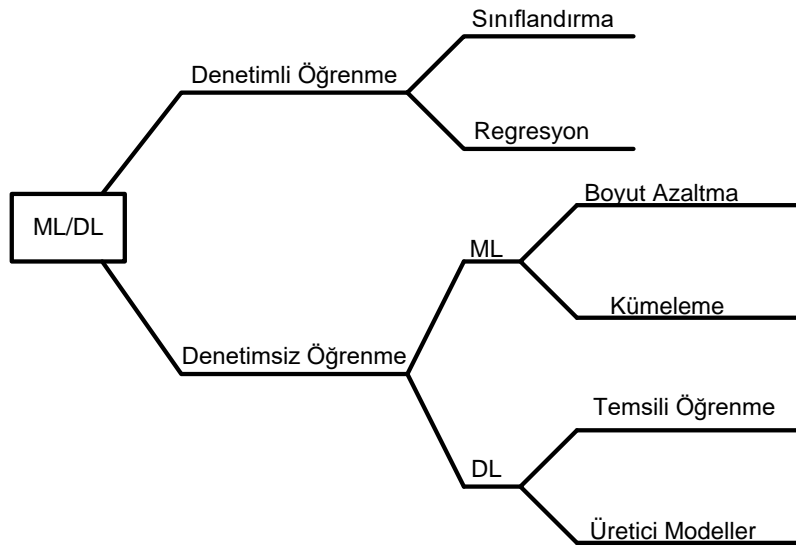 Sınıflandırma
Denetimli Öğrenme
Regresyon
ML/DL
Boyut Azaltma
ML
Kümeleme
Denetimsiz Öğrenme
Temsili Öğrenme
DL
Üretici Modeller